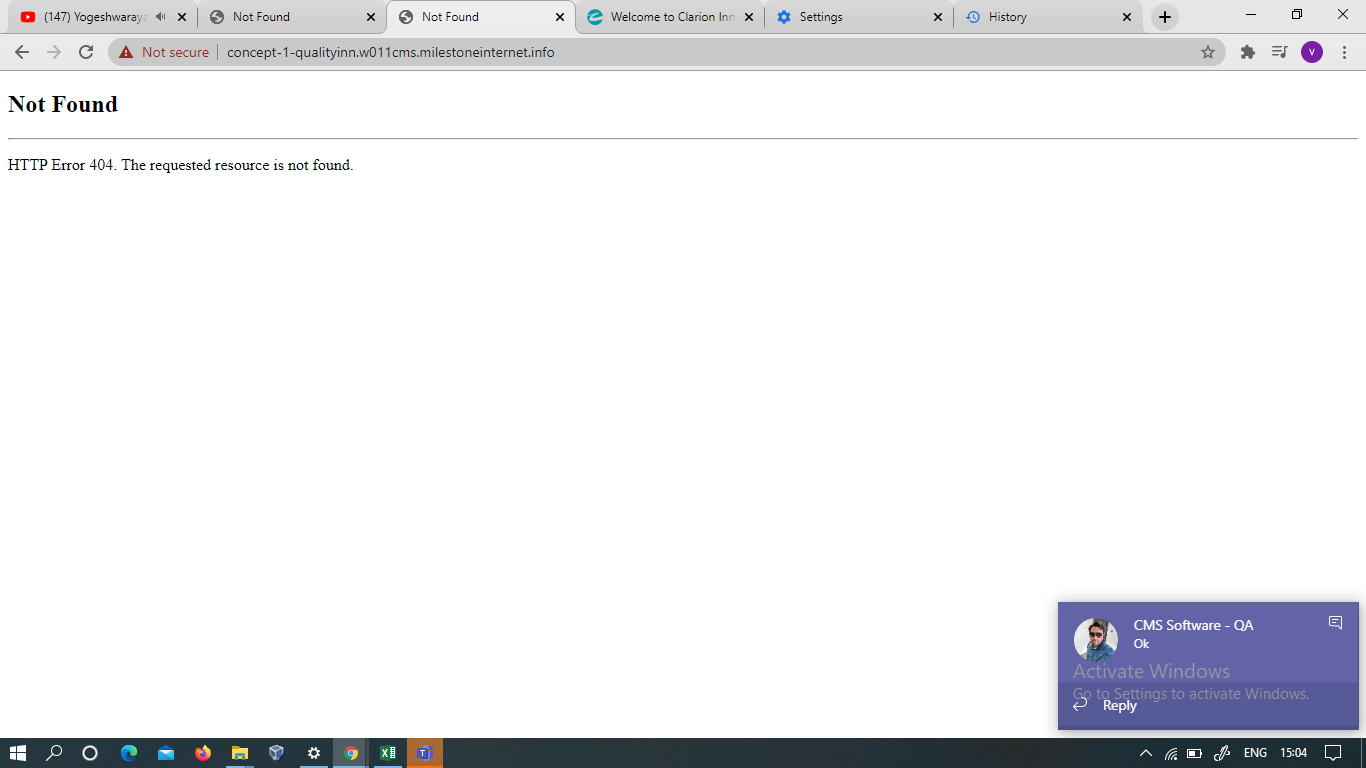 (147) Yogeshwaraya
Not Found
Not Found
Welcome to Clarion Inn
Settings
History
Not secure
concept-1-qualityinn.w011cms.milestoneinternet.info
V
Not Found
HTTP Error 404. The requested resource is not found.
CMS Software - QA
Ok
Activate Windows
Go to Settings to activate Windows.
Reply
ENG
15:04